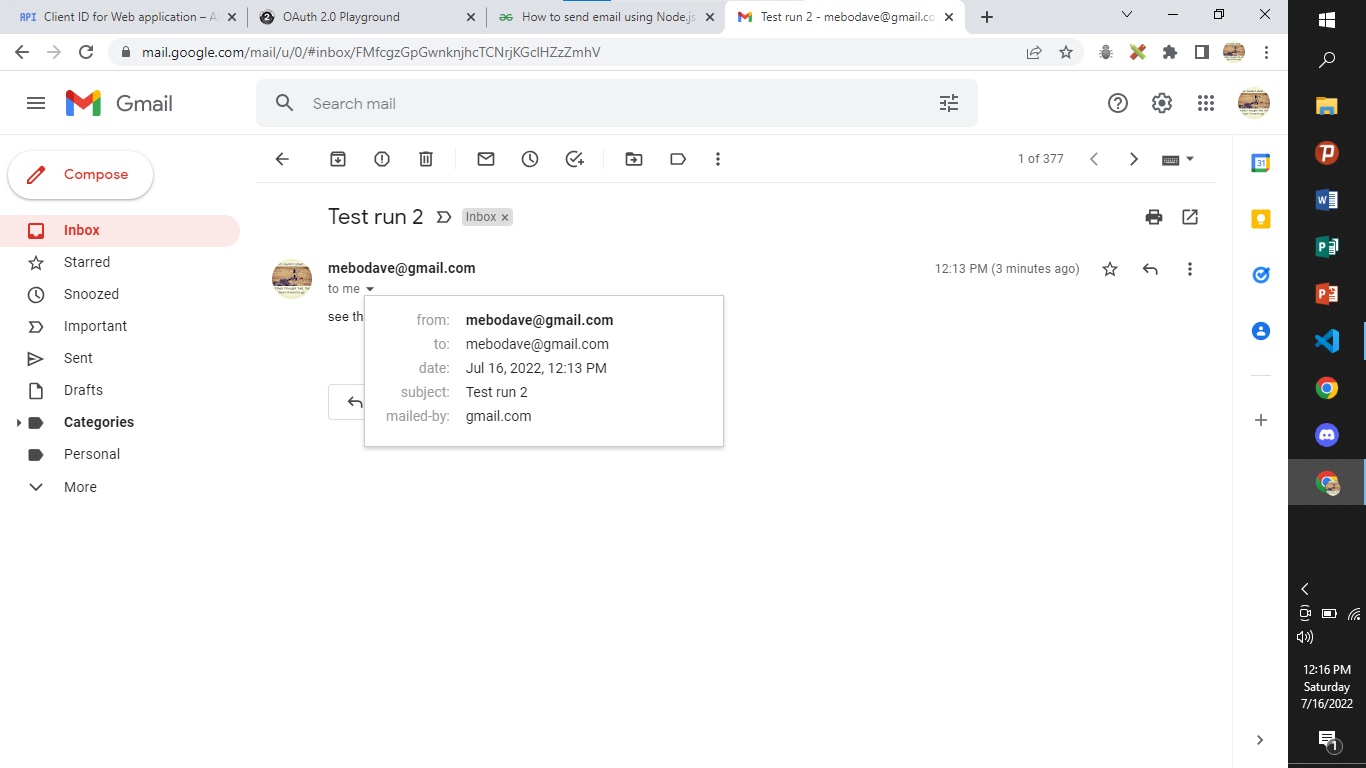 Client ID for Web application –
OAuth 2.0 Playground
How to send email using Node.js
Test run 2 - mebodave@gmail.co
mail.google.com/mail/u/0/#inbox/FMfcgzGpGwnknjhcTCNrjKGclHZzZmhV
Gmail
Search mail
Compose
1 of 377
Inbox
Starred
Snoozed
Important
Sent
Drafts
Categories
Personal
More
Test run 2
Inbox ×
mebodave@gmail.com
12:13 PM (3 minutes ago)
to me
see th
from: mebodave@gmail.com
to: mebodave@gmail.com
date: Jul 16, 2022, 12:13 PM
subject: Test run 2
mailed-by: gmail.com
31
12:16 PM
Saturday
7/16/2022
1